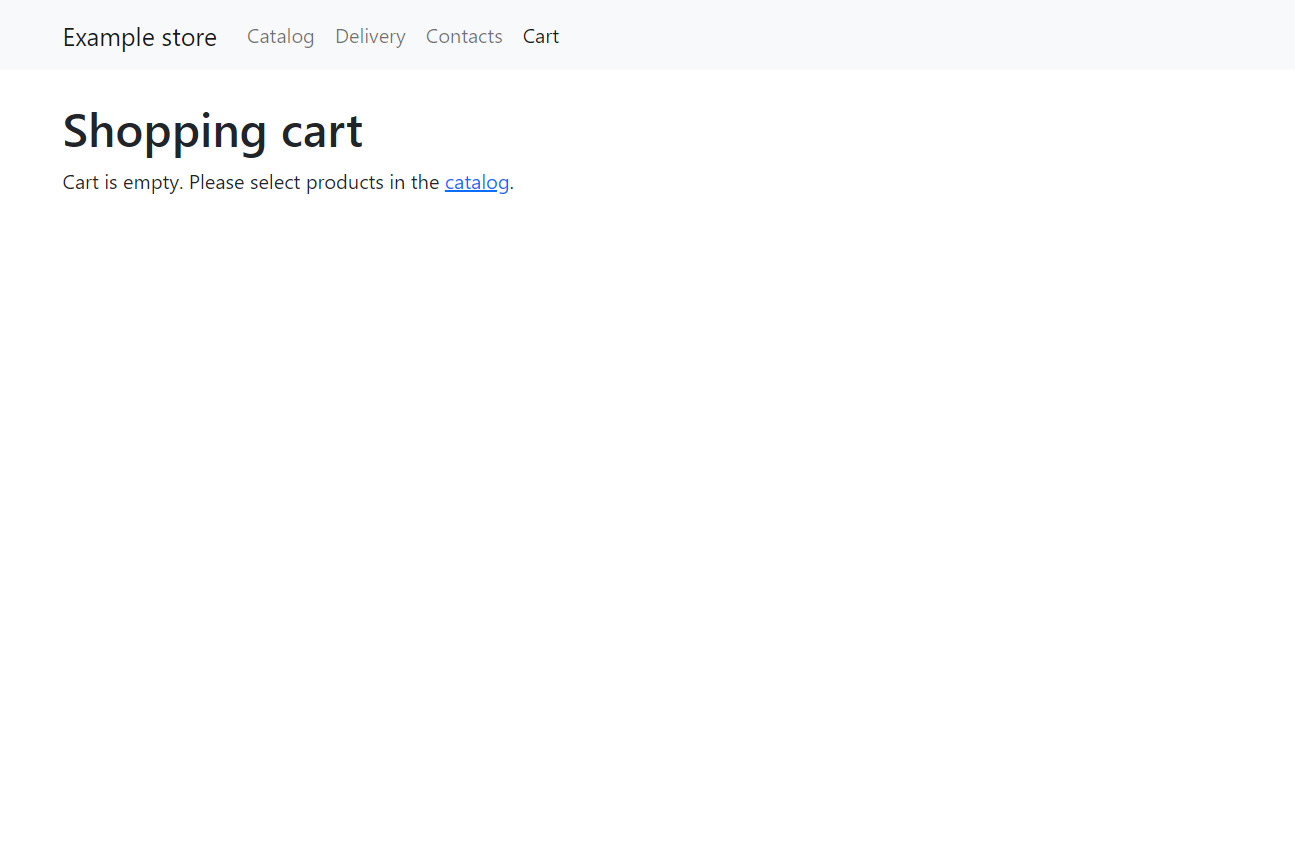 Example store Catalog Delivery Contacts Cart
Shopping cart
Cart is empty. Please select products in the catalog.